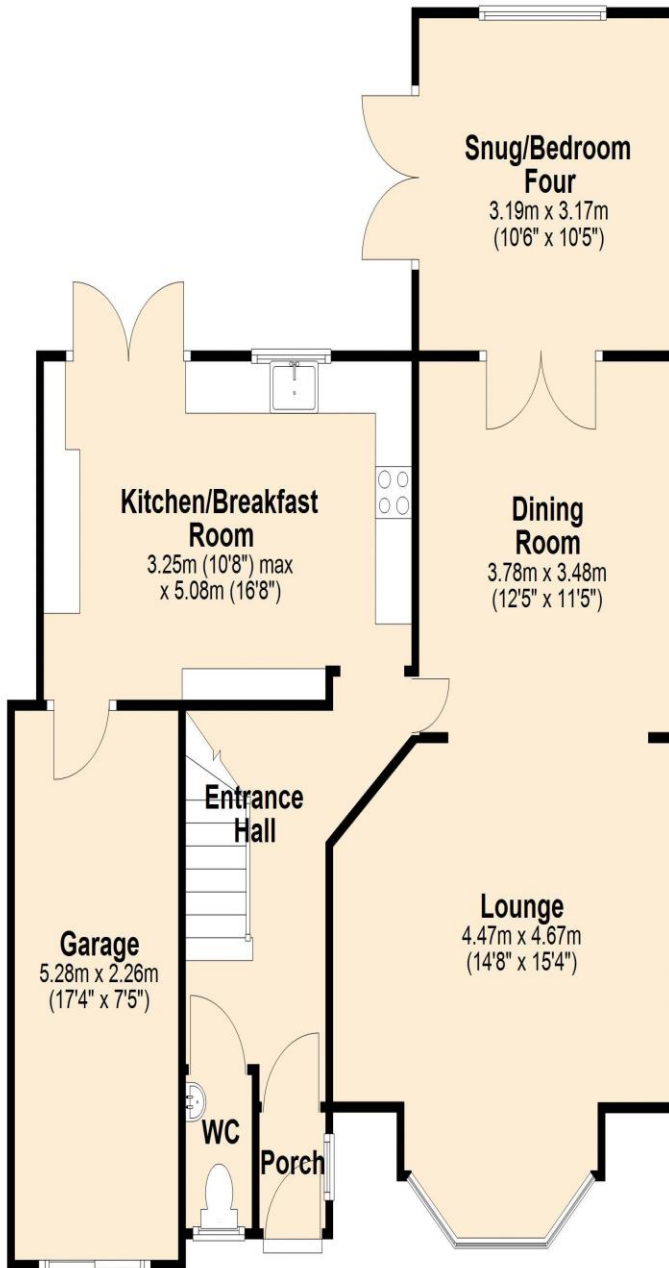 Snug/Bedroom
Four
3.19m x 3.17m
(10'6" x 10'5")
Kitchen/Breakfast
Room
3.25m (10'8") max
x 5.08m (16'8")
Dining
Room
3.78m x 3.48m
(12'5" x 11'5")
Entrance
Hall
Garage
5.28m x 2.26m
(17'4" x 7'5")
Lounge
4.47m x 4.67m
(14'8" x 15'4")
WC
Porch